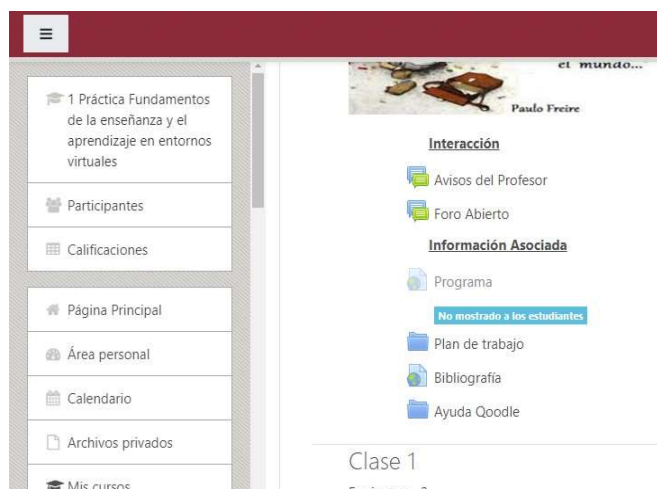 1 Práctica Fundamentos
de la enseñanza y el
aprendizaje en entornos
virtuales
Participantes
Calificaciones
Página Principal
Área personal
Calendario
Archivos privados
Mis cursos
el mundo...
Paulo Freire
Interacción
Avisos del Profesor
Foro Abierto
Información Asociada
Programa
No mostrado a los estudiantes
Plan de trabajo
Bibliografía
Ayuda Qoodle
Clase 1